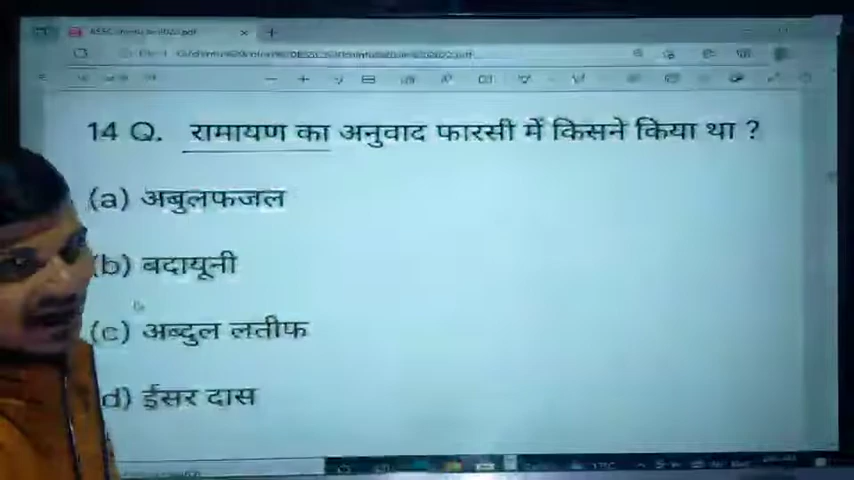 14 Q. रामायण का अनुवाद फारसी में किसने किया था ?
(a) अबुलफजल
(b) बदायूनी
(c) अब्दुल लतीफ
d) ईसर दास